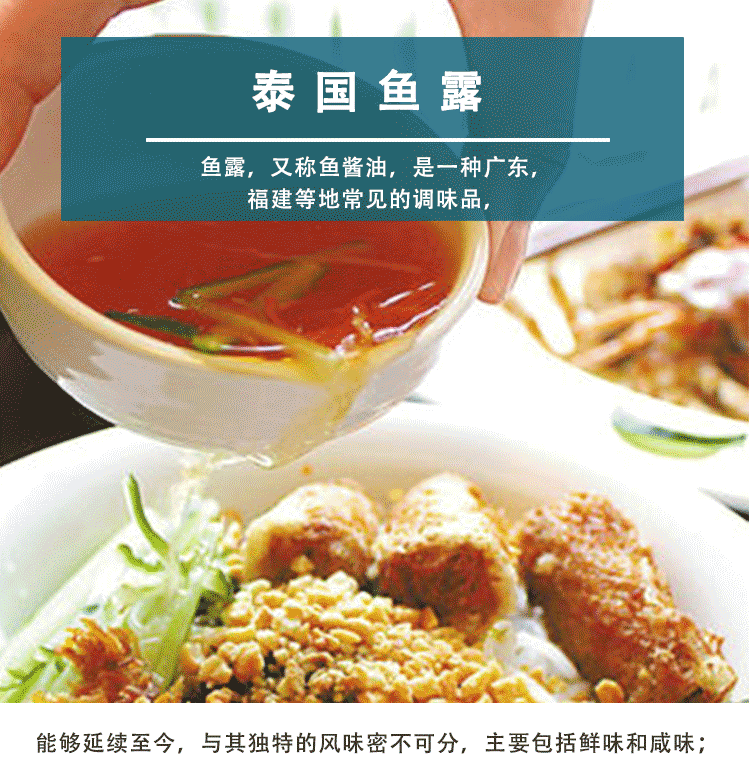 泰国鱼露
鱼露，又称鱼酱油，是一种广东，
福建等地常见的调味品，
能够延续至今，与其独特的风味密不可分，主要包括鲜味和咸味；